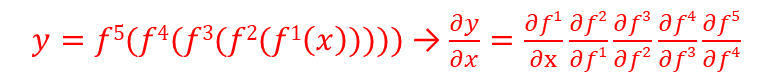 y = f⁵(f⁴(f³(f²(f¹(x))))) → ∂y/∂x = ∂f¹/∂x ∂f²/∂f¹ ∂f³/∂f² ∂f⁴/∂f³ ∂f⁵/∂f⁴